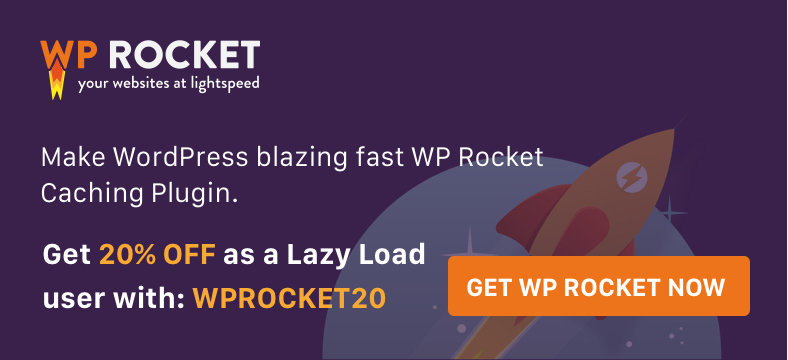 WP ROCKET
your websites at lightspeed
Make WordPress blazing fast WP Rocket
Caching Plugin.
Get 20% OFF as a Lazy Load
user with: WPROCKET20
GET WP ROCKET NOW